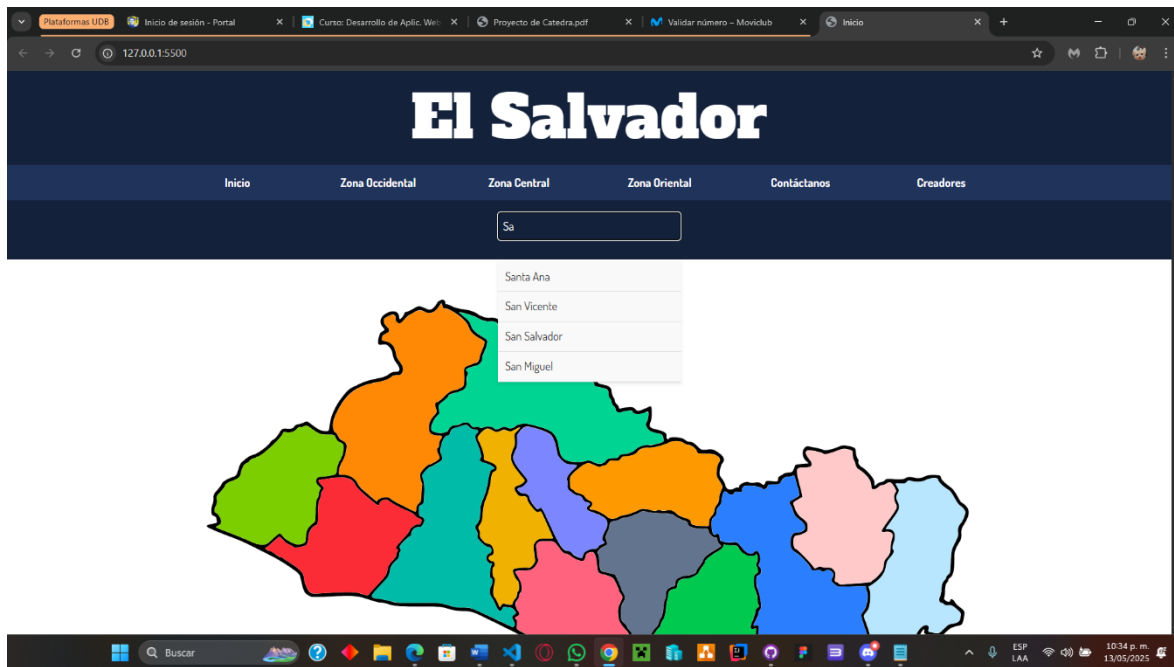 Plataformas UDB
Inicio de sesión - Portal
Curso: Desarrollo de Aplic. Web
Proyecto de Catedra.pdf
Validar número – Moviclub
Inicio
127.0.0.1:5500
El Salvador
Inicio
Zona Occidental
Zona Central
Zona Oriental
Contáctanos
Creadores
Sa
Santa Ana
San Vicente
San Salvador
San Miguel
Buscar
ESP
LAA
10:34 p. m.
13/05/2025